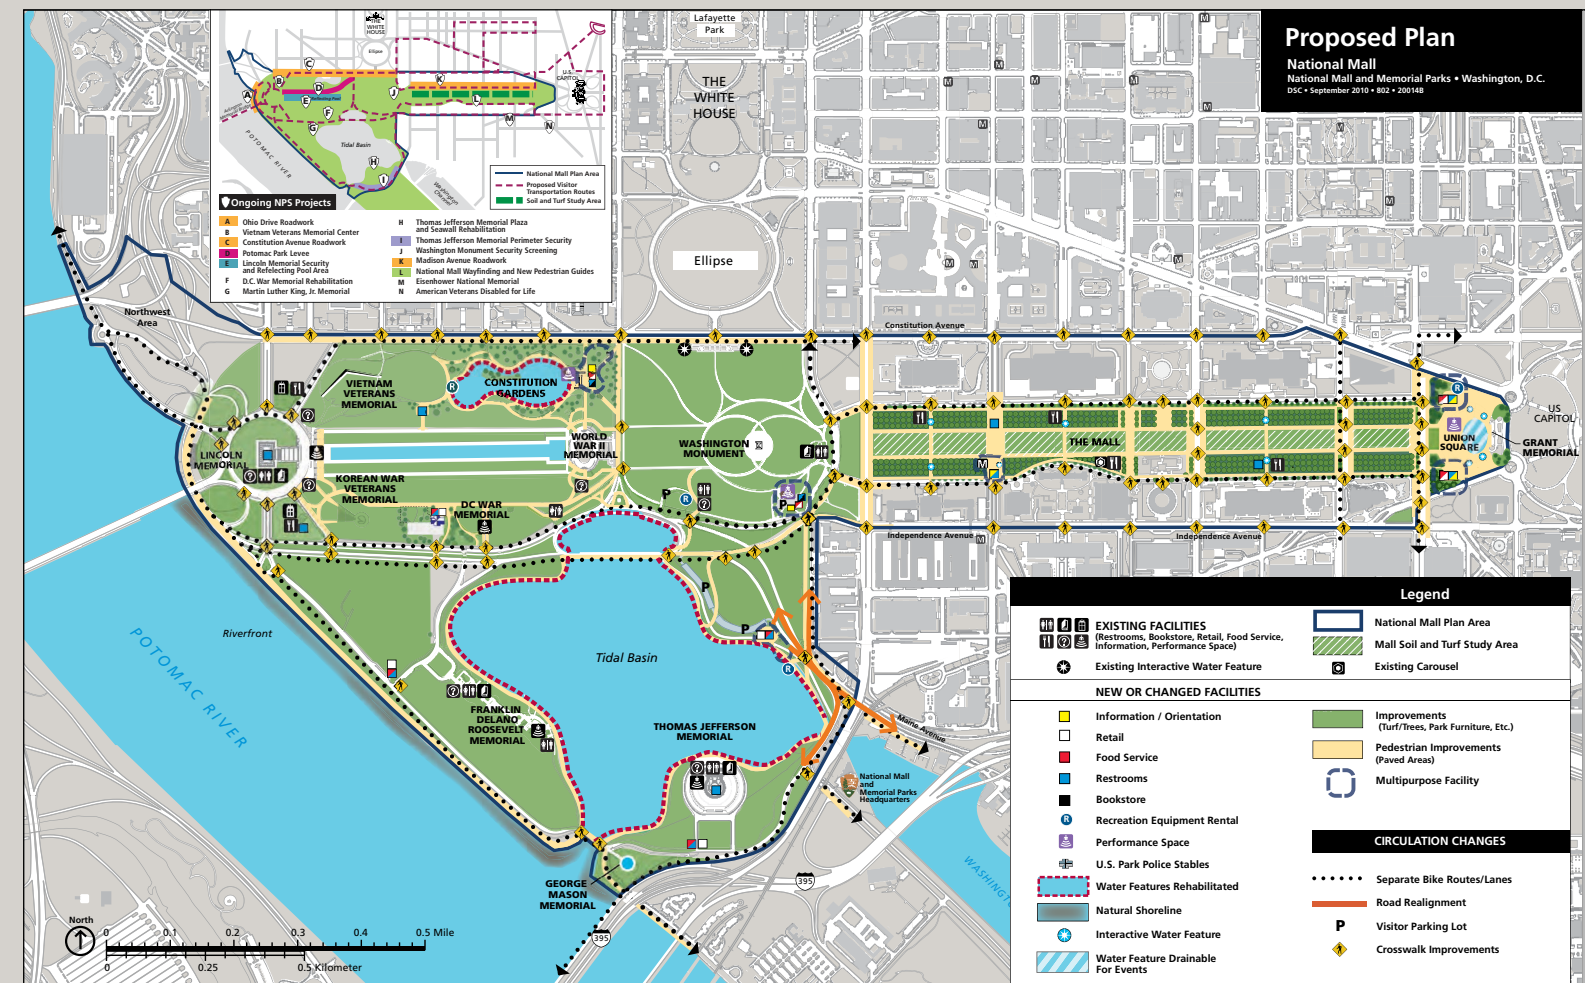 Proposed Plan
National Mall
National Mall and Memorial Parks • Washington, D.C.
DSC • September 2010 • 802 • 20014B
Lafayette
Park
THE
WHITE
HOUSE
Ellipse
THE
WHITE
HOUSE
Ellipse
U.S.
CAPITOL
C
B
D
K
A
E
Reflecting Pool
J
L
F
G
M
N
Tidal Basin
H
I
POTOMAC RIVER
Washington
Channel
National Mall Plan Area
Proposed Visitor
Transportation Routes
Soil and Turf Study Area
Ongoing NPS Projects
A Ohio Drive Roadwork
B Vietnam Veterans Memorial Center
C Constitution Avenue Roadwork
D Potomac Park Levee
E Lincoln Memorial Security
and Refelecting Pool Area
F D.C. War Memorial Rehabilitation
G Martin Luther King, Jr. Memorial
H Thomas Jefferson Memorial Plaza
and Seawall Rehabilitation
I Thomas Jefferson Memorial Perimeter Security
J Washington Monument Security Screening
K Madison Avenue Roadwork
L National Mall Wayfinding and New Pedestrian Guides
M Eisenhower National Memorial
N American Veterans Disabled for Life
Northwest
Area
Constitution Avenue
VIETNAM
VETERANS
MEMORIAL
CONSTITUTION
GARDENS
LINCOLN
MEMORIAL
WORLD
WAR II
MEMORIAL
WASHINGTON
MONUMENT
THE MALL
UNION
SQUARE
US
CAPITOL
GRANT
MEMORIAL
KOREAN WAR
VETERANS
MEMORIAL
DC WAR
MEMORIAL
P
P
Independence Avenue
Independence Avenue
P
P
Riverfront
Tidal Basin
POTOMAC RIVER
FRANKLIN
DELANO
ROOSEVELT
MEMORIAL
THOMAS JEFFERSON
MEMORIAL
Maine Avenue
National Mall
and
Memorial Parks
Headquarters
GEORGE
MASON
MEMORIAL
395
395
North
0 0.1 0.2 0.3 0.4 0.5 Mile
0 0.25 0.5 Kilometer
Legend
EXISTING FACILITIES
(Restrooms, Bookstore, Retail, Food Service,
Information, Performance Space)
Existing Interactive Water Feature
National Mall Plan Area
Mall Soil and Turf Study Area
Existing Carousel
NEW OR CHANGED FACILITIES
Information / Orientation
Retail
Food Service
Restrooms
Bookstore
R Recreation Equipment Rental
Performance Space
U.S. Park Police Stables
Water Features Rehabilitated
Natural Shoreline
Interactive Water Feature
Water Feature Drainable
For Events
Improvements
(Turf/Trees, Park Furniture, Etc.)
Pedestrian Improvements
(Paved Areas)
Multipurpose Facility
CIRCULATION CHANGES
Separate Bike Routes/Lanes
Road Realignment
P Visitor Parking Lot
Crosswalk Improvements